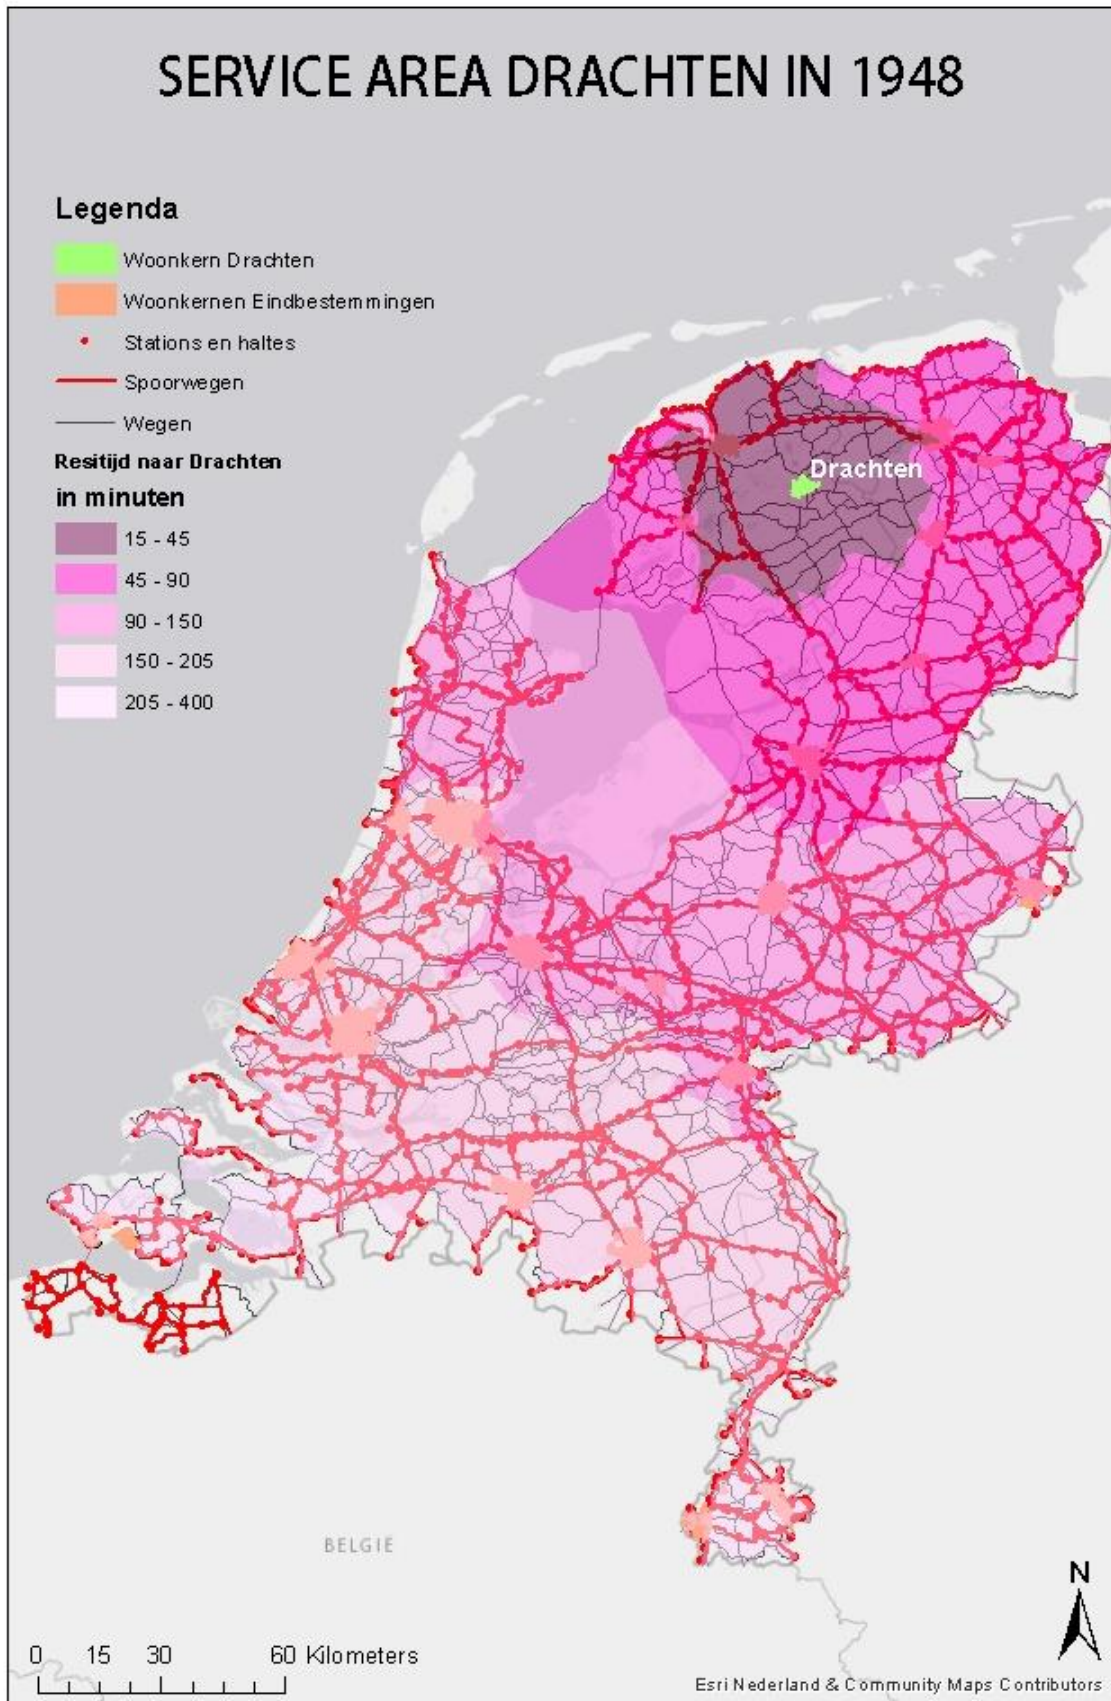 SERVICE AREA DRACHTEN IN 1948
Legenda
Woonkern Drachten
Woonkernen Eindbestemmingen
Stations en haltes
Spoorwegen
Wegen
Resitijd naar Drachten
in minuten
15 - 45
45 - 90
90 - 150
150 - 205
205 - 400
Drachten
BELGIË
N
0 15 30 60 Kilometers
Esri Nederland & Community Maps Contributors